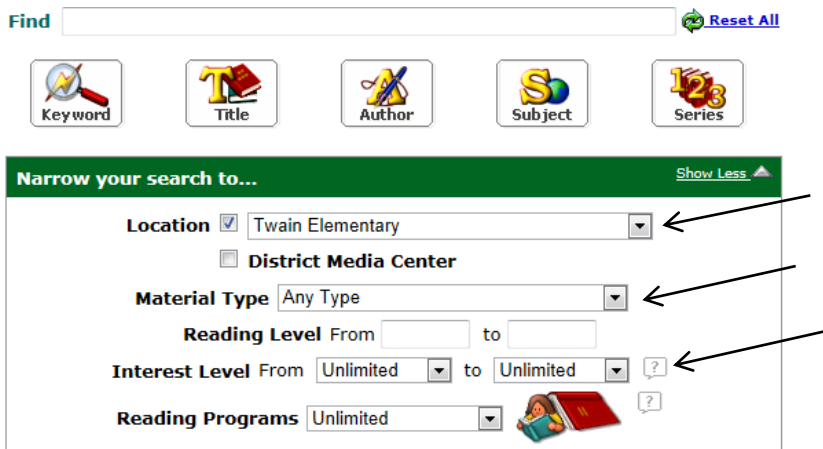 Find Reset All
Keyword Title Author Subject Series
Narrow your search to... Show Less
Location Twain Elementary
District Media Center
Material Type Any Type
Reading Level From to
Interest Level From Unlimited to Unlimited ?
Reading Programs Unlimited ?